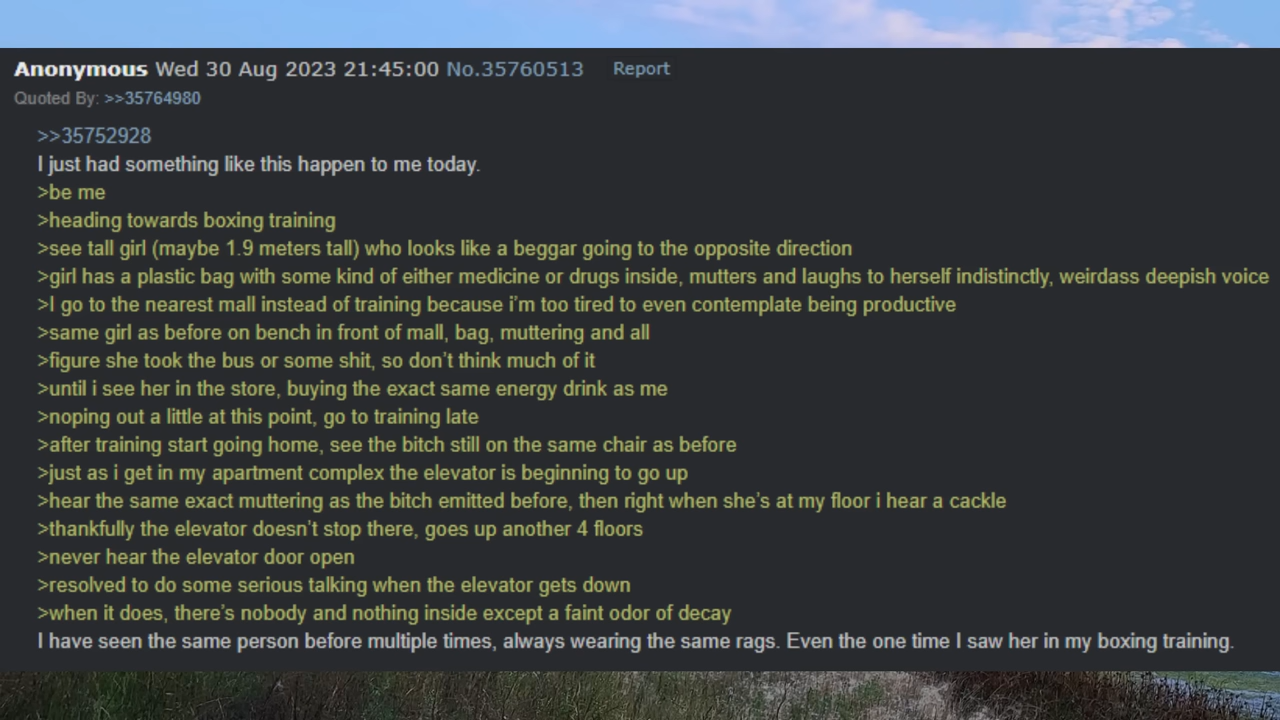 Anonymous Wed 30 Aug 2023 21:45:00 No.35760513 Report
Quoted By: >>35764980
>>35752928
I just had something like this happen to me today.
>be me
>heading towards boxing training
>see tall girl (maybe 1.9 meters tall) who looks like a beggar going to the opposite direction
>girl has a plastic bag with some kind of either medicine or drugs inside, mutters and laughs to herself indistinctly, weirdass deepish voice
>I go to the nearest mall instead of training because i'm too tired to even contemplate being productive
>same girl as before on bench in front of mall, bag, muttering and all
>figure she took the bus or some shit, so don't think much of it
>until i see her in the store, buying the exact same energy drink as me
>noping out a little at this point, go to training late
>after training start going home, see the bitch still on the same chair as before
>just as i get in my apartment complex the elevator is beginning to go up
>hear the same exact muttering as the bitch emitted before, then right when she's at my floor i hear a cackle
>thankfully the elevator doesn't stop there, goes up another 4 floors
>never hear the elevator door open
>resolved to do some serious talking when the elevator gets down
>when it does, there's nobody and nothing inside except a faint odor of decay
I have seen the same person before multiple times, always wearing the same rags. Even the one time I saw her in my boxing training.